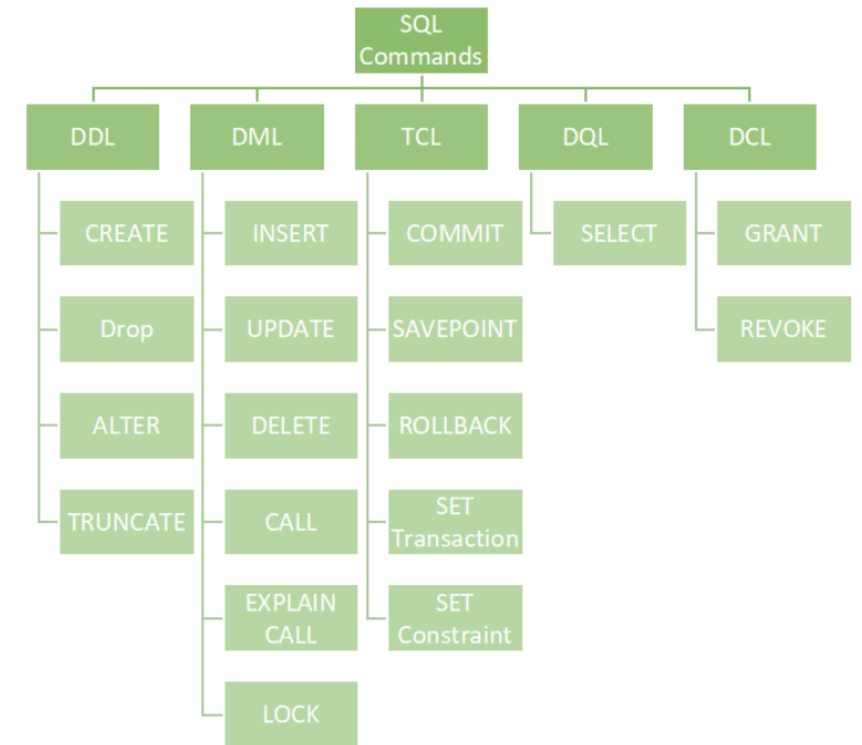 SQL
Commands
DDL
DML
TCL
DQL
DCL
CREATE
INSERT
COMMIT
SELECT
GRANT
Drop
UPDATE
SAVEPOINT
REVOKE
ALTER
DELETE
ROLLBACK
TRUNCATE
CALL
SET
Transaction
EXPLAIN
CALL
SET
Constraint
LOCK